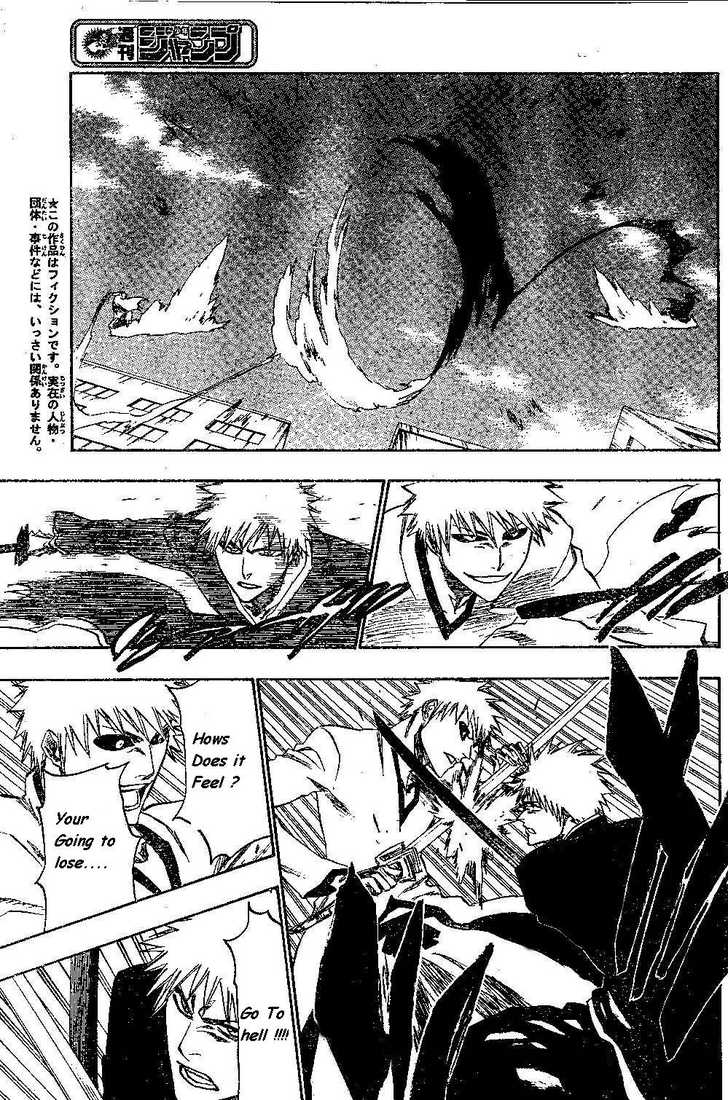 週刊
少年
ジャンプ
★この作品はフィクションです。実在の人物・
団体・事件などには、いっさい関係ありません。
Hows
Does it
Feel ?
Your
Going to
lose....
Go To
hell !!!!